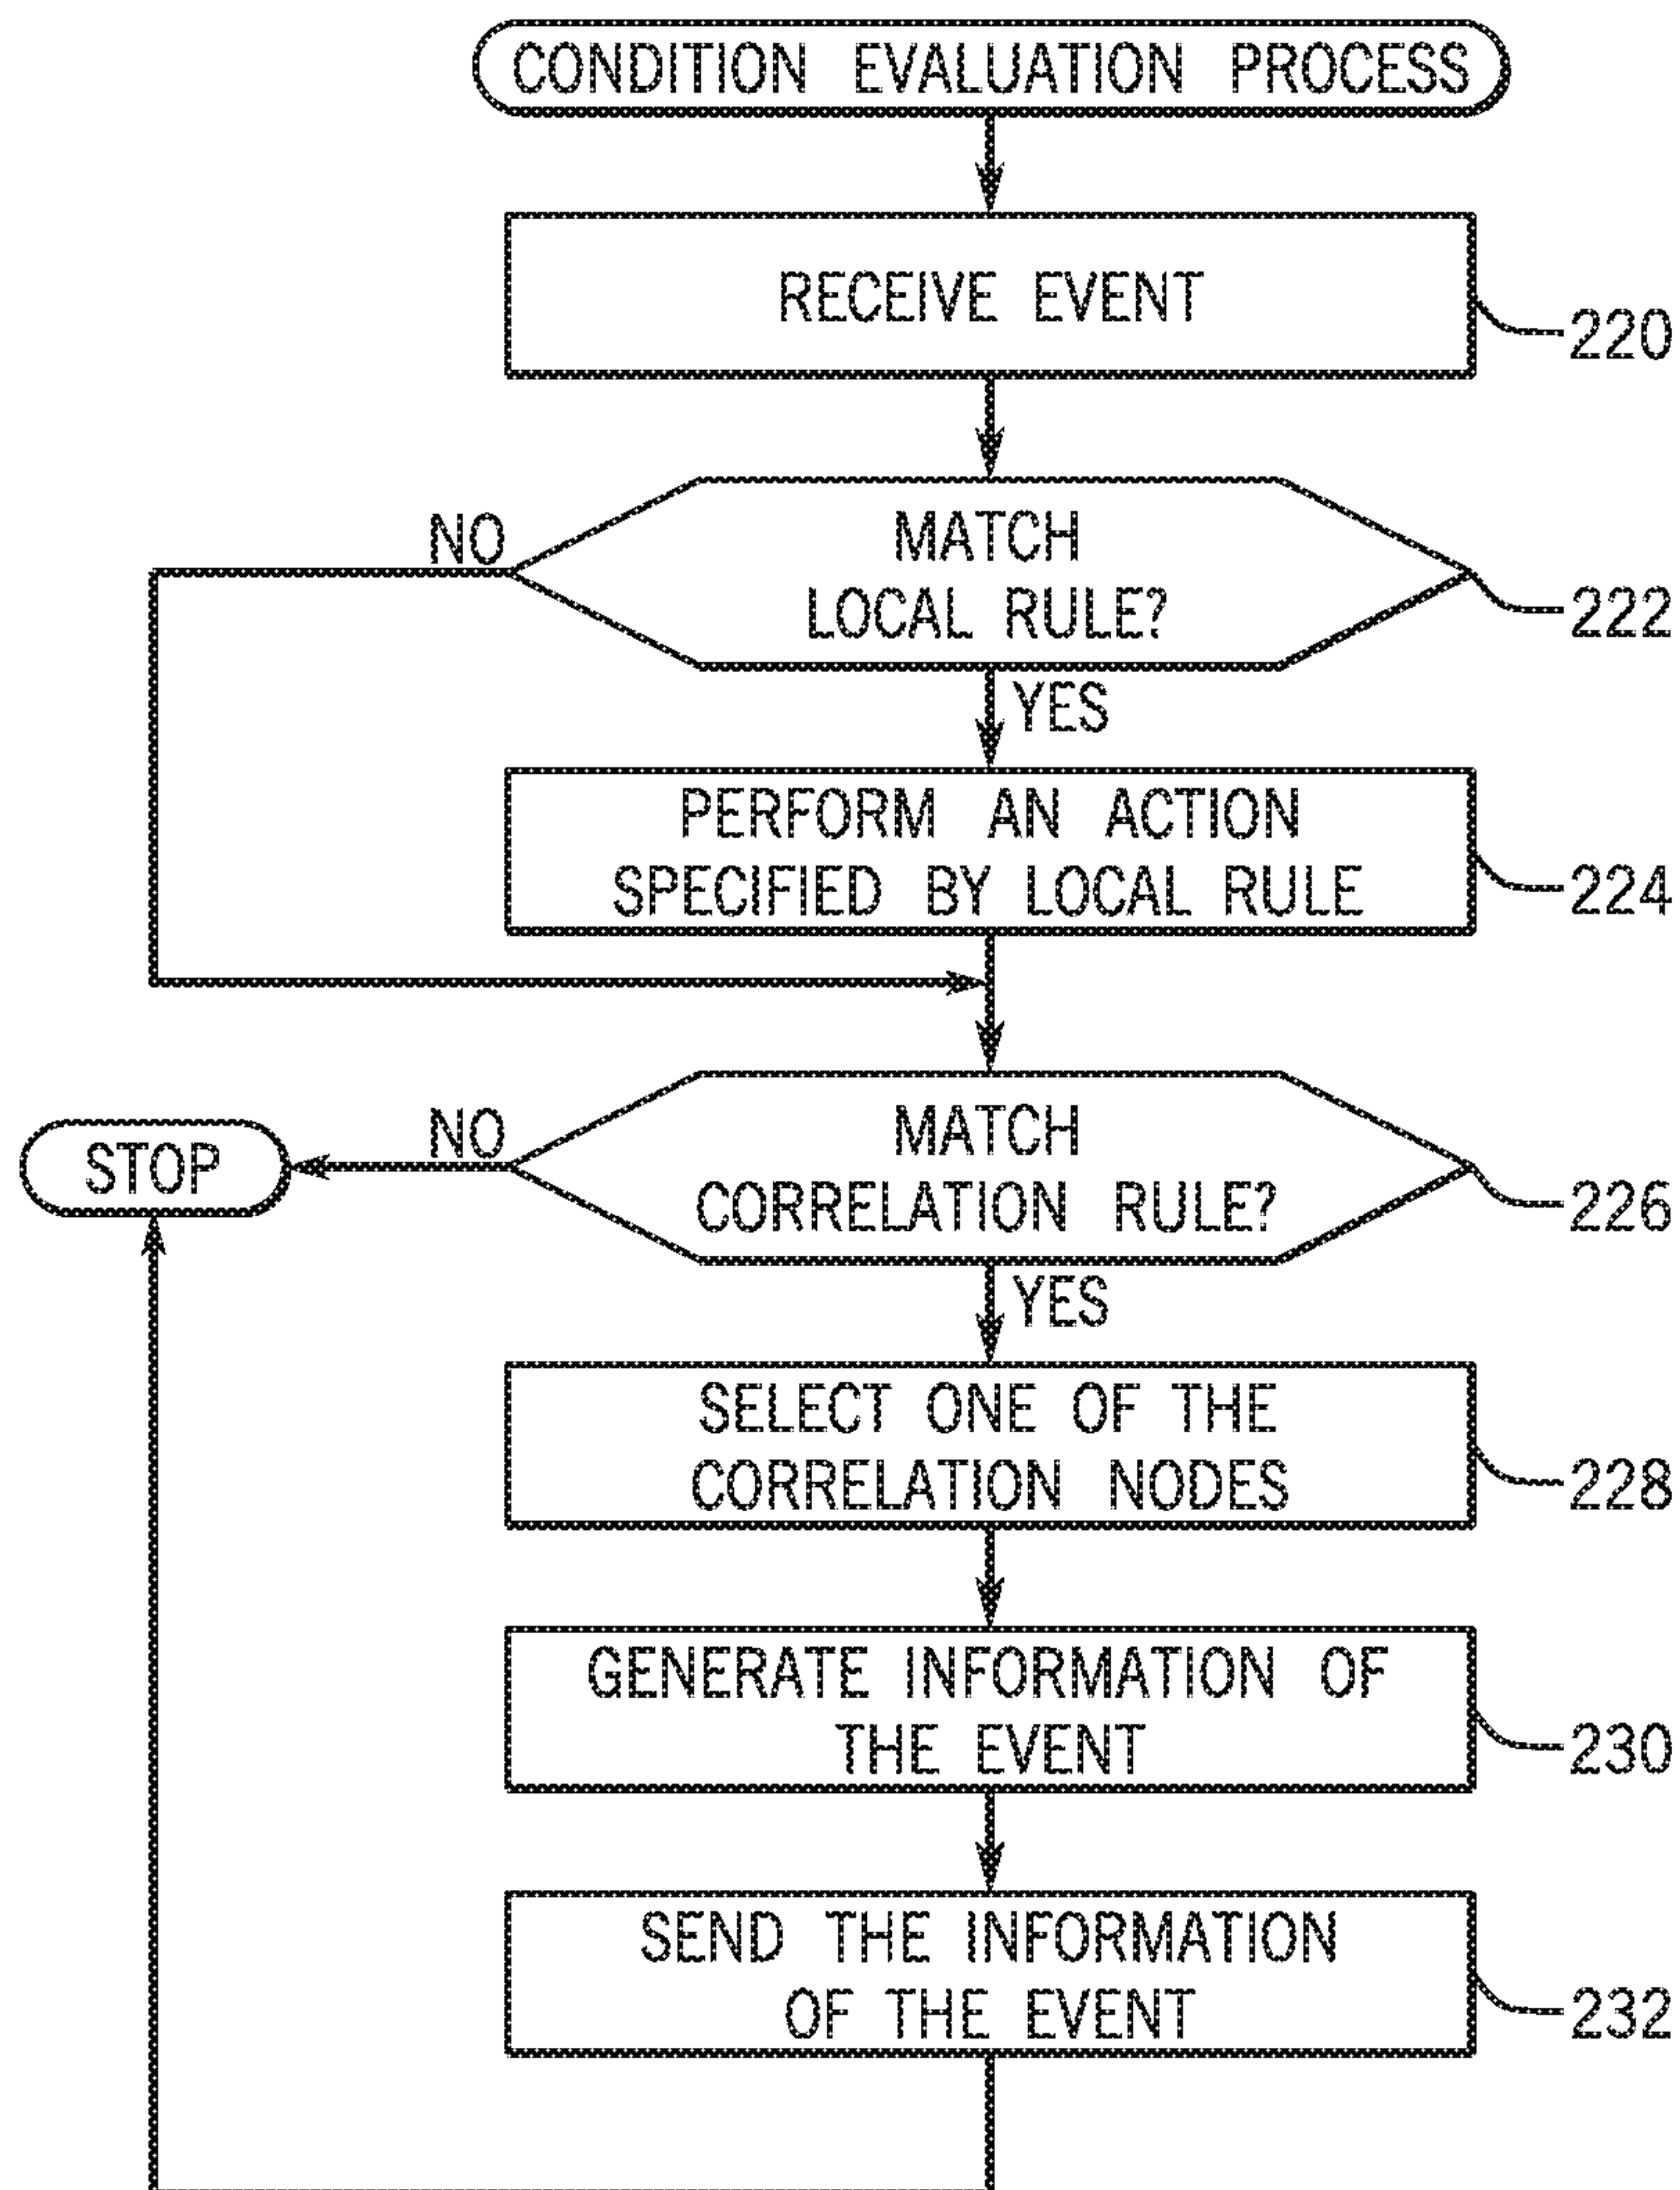 CONDITION EVALUATION PROCESS
RECEIVE EVENT
220
NO
MATCH
LOCAL RULE?
222
YES
PERFORM AN ACTION
SPECIFIED BY LOCAL RULE
224
STOP
NO
MATCH
CORRELATION RULE?
226
YES
SELECT ONE OF THE
CORRELATION NODES
228
GENERATE INFORMATION OF
THE EVENT
230
SEND THE INFORMATION
OF THE EVENT
232